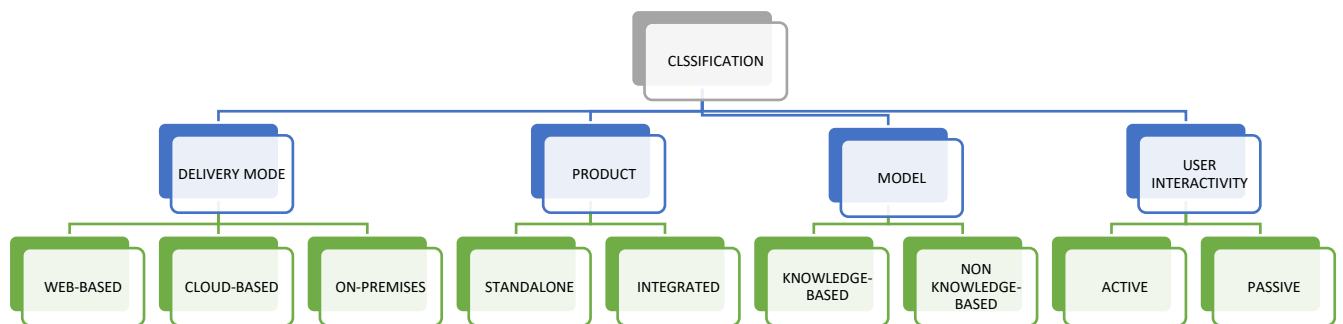 CLSSIFICATION
DELIVERY MODE
PRODUCT
MODEL
USER
INTERACTIVITY
WEB-BASED
CLOUD-BASED
ON-PREMISES
STANDALONE
INTEGRATED
KNOWLEDGE-
BASED
NON
KNOWLEDGE-
BASED
ACTIVE
PASSIVE